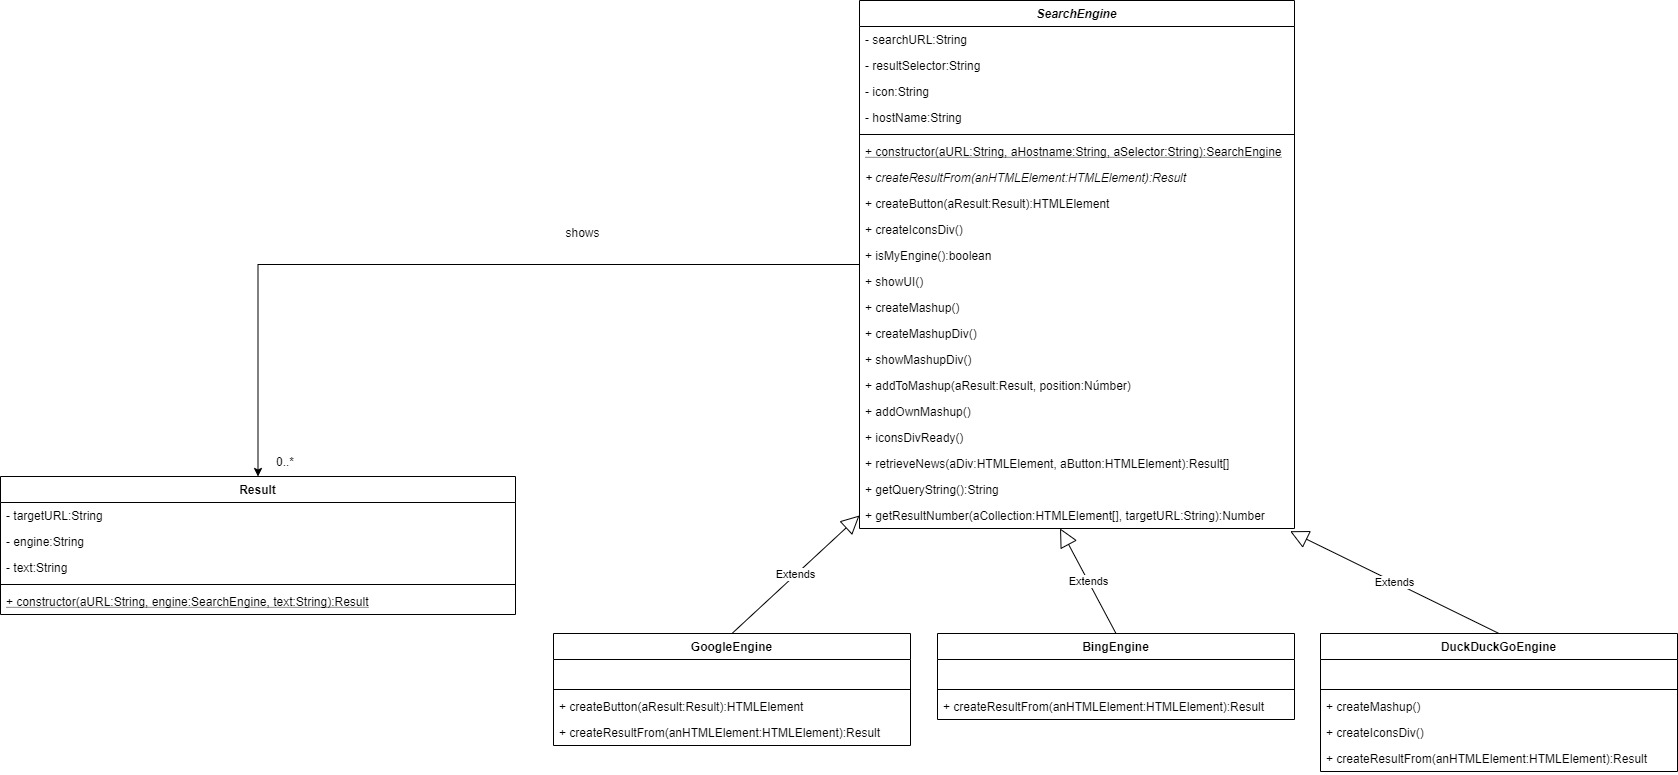 SearchEngine
- searchURL:String
- resultSelector:String
- icon:String
- hostName:String
+ constructor(aURL:String, aHostname:String, aSelector:String):SearchEngine
+ createResultFrom(anHTMLElement:HTMLElement):Result
+ createButton(aResult:Result):HTMLElement
+ createIconsDiv()
+ isMyEngine():boolean
+ showUI()
+ createMashup()
+ createMashupDiv()
+ showMashupDiv()
+ addToMashup(aResult:Result, position:Númber)
+ addOwnMashup()
+ iconsDivReady()
+ retrieveNews(aDiv:HTMLElement, aButton:HTMLElement):Result[]
+ getQueryString():String
+ getResultNumber(aCollection:HTMLElement[], targetURL:String):Number
shows
0..*
Result
- targetURL:String
- engine:String
- text:String
+ constructor(aURL:String, engine:SearchEngine, text:String):Result
Extends
Extends
Extends
GoogleEngine
+ createButton(aResult:Result):HTMLElement
+ createResultFrom(anHTMLElement:HTMLElement):Result
BingEngine
+ createResultFrom(anHTMLElement:HTMLElement):Result
DuckDuckGoEngine
+ createMashup()
+ createIconsDiv()
+ createResultFrom(anHTMLElement:HTMLElement):Result